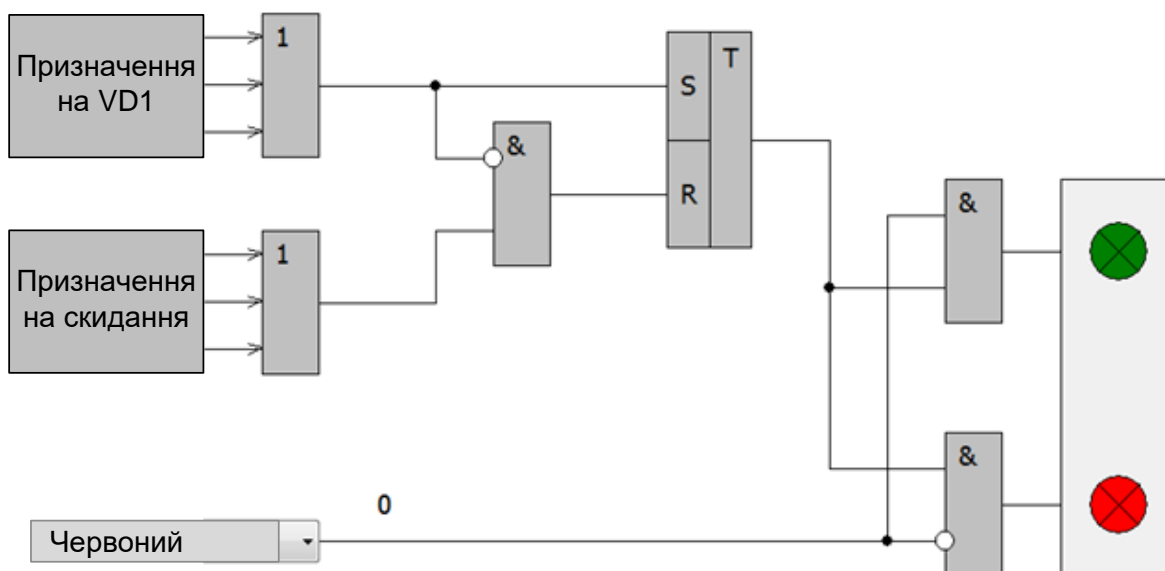 Призначення
на VD1
1
S
T
&
R
&
Призначення
на скидання
1
&
0
Червоний